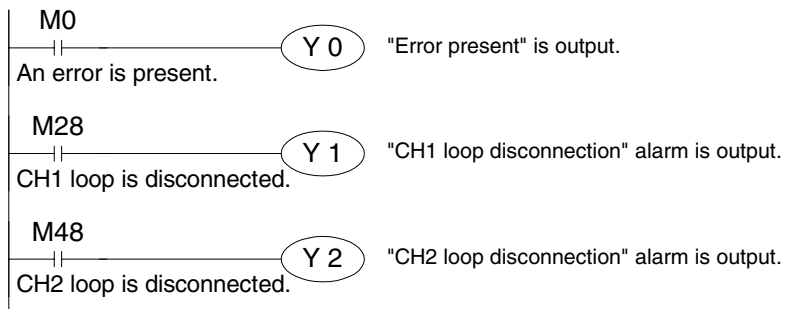 M0
Y 0 "Error present" is output.
An error is present.
M28
Y 1 "CH1 loop disconnection" alarm is output.
CH1 loop is disconnected.
M48
Y 2 "CH2 loop disconnection" alarm is output.
CH2 loop is disconnected.